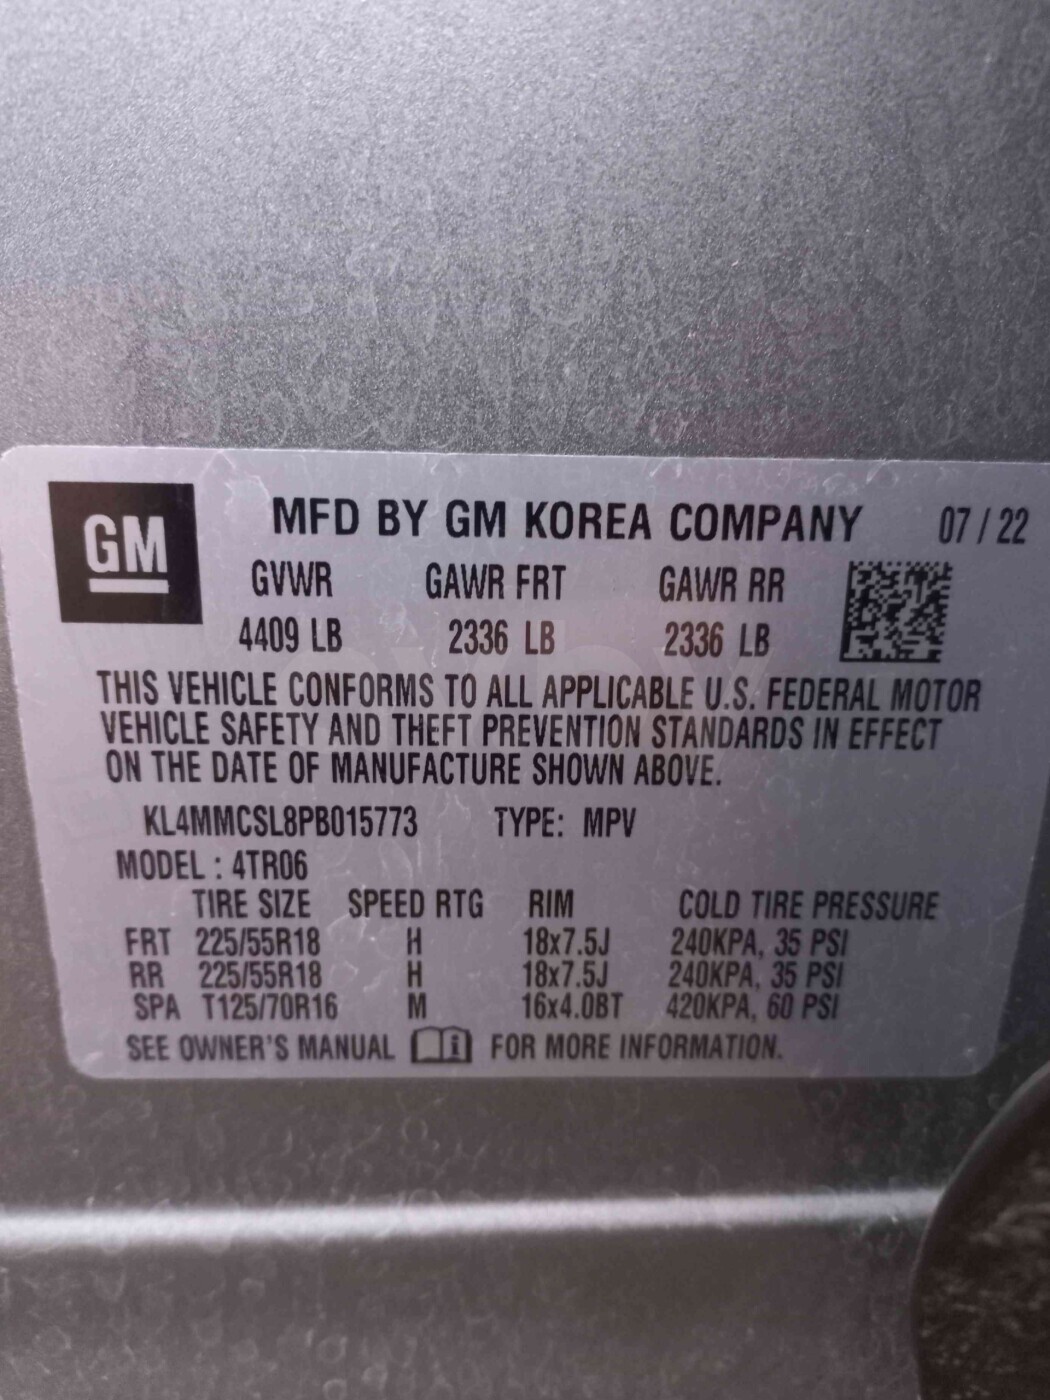 GM
MFD BY GM KOREA COMPANY 07 / 22
GVWR GAWR FRT GAWR RR
4409 LB 2336 LB 2336 LB
THIS VEHICLE CONFORMS TO ALL APPLICABLE U.S. FEDERAL MOTOR
VEHICLE SAFETY AND THEFT PREVENTION STANDARDS IN EFFECT
ON THE DATE OF MANUFACTURE SHOWN ABOVE.
KL4MMCSL8PB015773 TYPE: MPV
MODEL : 4TR06
TIRE SIZE SPEED RTG RIM COLD TIRE PRESSURE
FRT 225/55R18 H 18x7.5J 240KPA, 35 PSI
RR 225/55R18 H 18x7.5J 240KPA, 35 PSI
SPA T125/70R16 M 16x4.0BT 420KPA, 60 PSI
SEE OWNER'S MANUAL i FOR MORE INFORMATION.